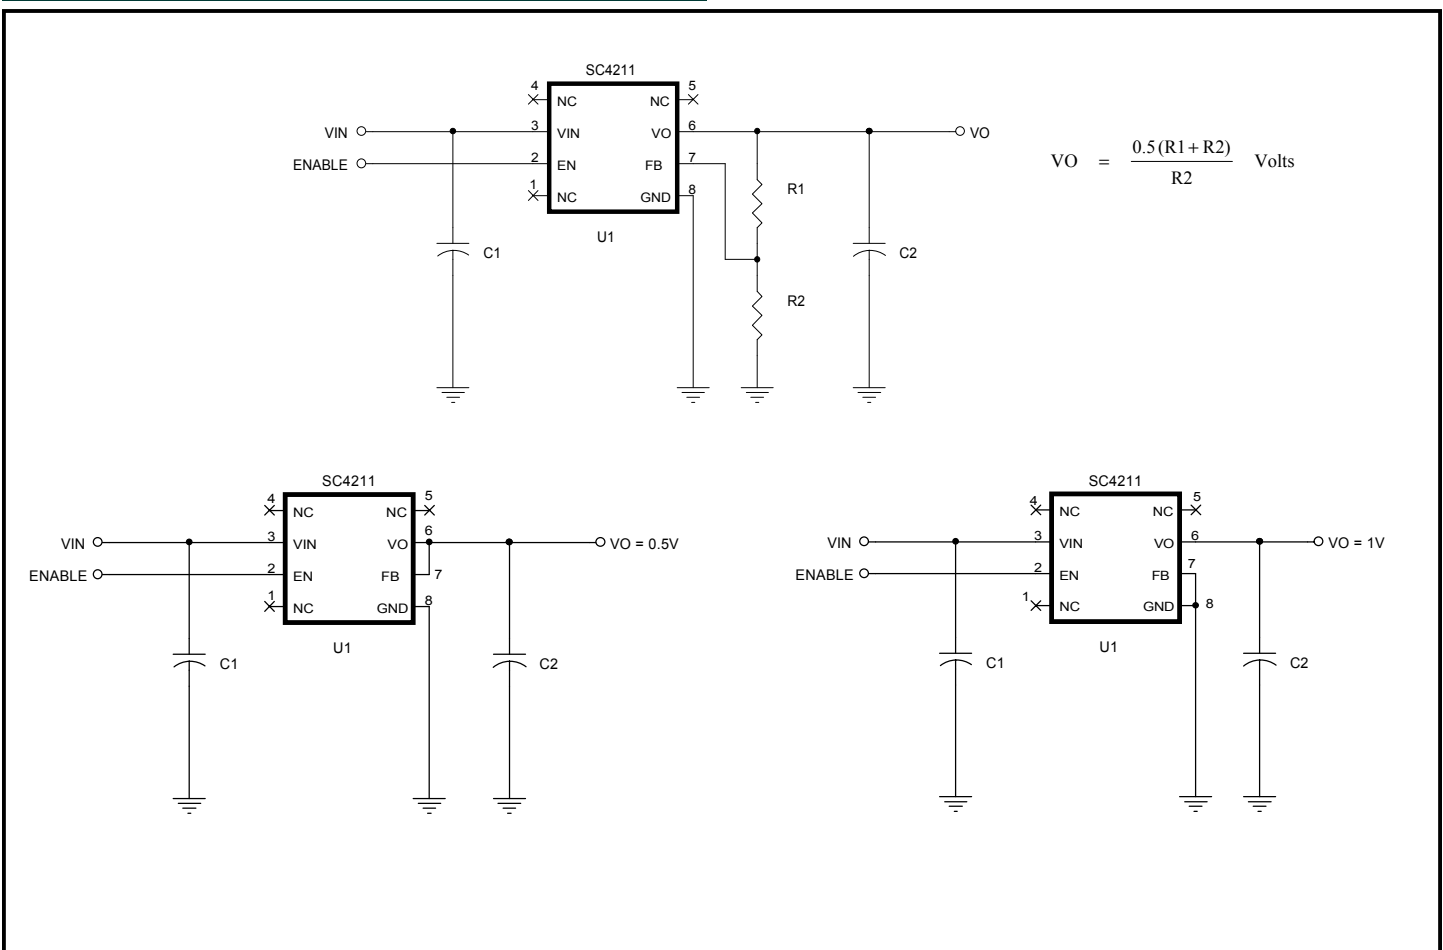 SC4211
4
NC
NC
5
VIN
3
VIN
VO
6
VO
ENABLE
2
EN
FB
7
1
NC
GND
8
U1
C1
R1
R2
C2
VO = 0.5(R1+R2) Volts
R2
SC4211
4
NC
NC
5
VIN
3
VIN
VO
6
VO = 0.5V
ENABLE
2
EN
FB
7
1
NC
GND
8
U1
C1
C2
SC4211
4
NC
NC
5
VIN
3
VIN
VO
6
VO = 1V
ENABLE
2
EN
FB
7
1
NC
GND
8
U1
C1
C2